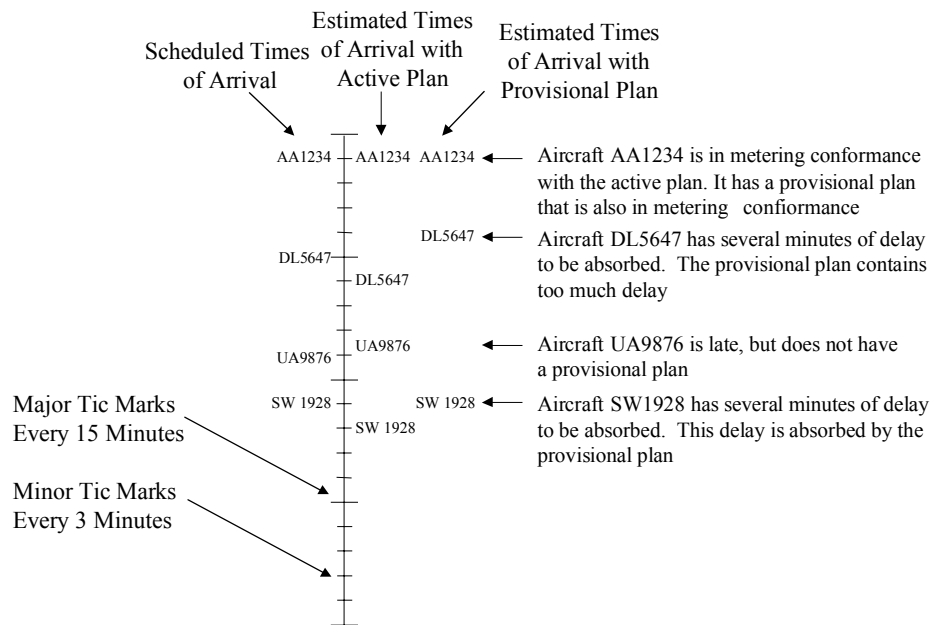 Scheduled Times
of Arrival
Estimated Times
of Arrival with
Active Plan
Estimated Times
of Arrival with
Provisional Plan
AA1234 AA1234 AA1234
Aircraft AA1234 is in metering conformance
with the active plan. It has a provisional plan
that is also in metering confiormance
DL5647
Aircraft DL5647 has several minutes of delay
to be absorbed. The provisional plan contains
too much delay
DL5647
DL5647
UA9876
Aircraft UA9876 is late, but does not have
a provisional plan
UA9876
SW 1928
SW 1928
Aircraft SW1928 has several minutes of delay
to be absorbed. This delay is absorbed by the
provisional plan
SW 1928
Major Tic Marks
Every 15 Minutes
Minor Tic Marks
Every 3 Minutes